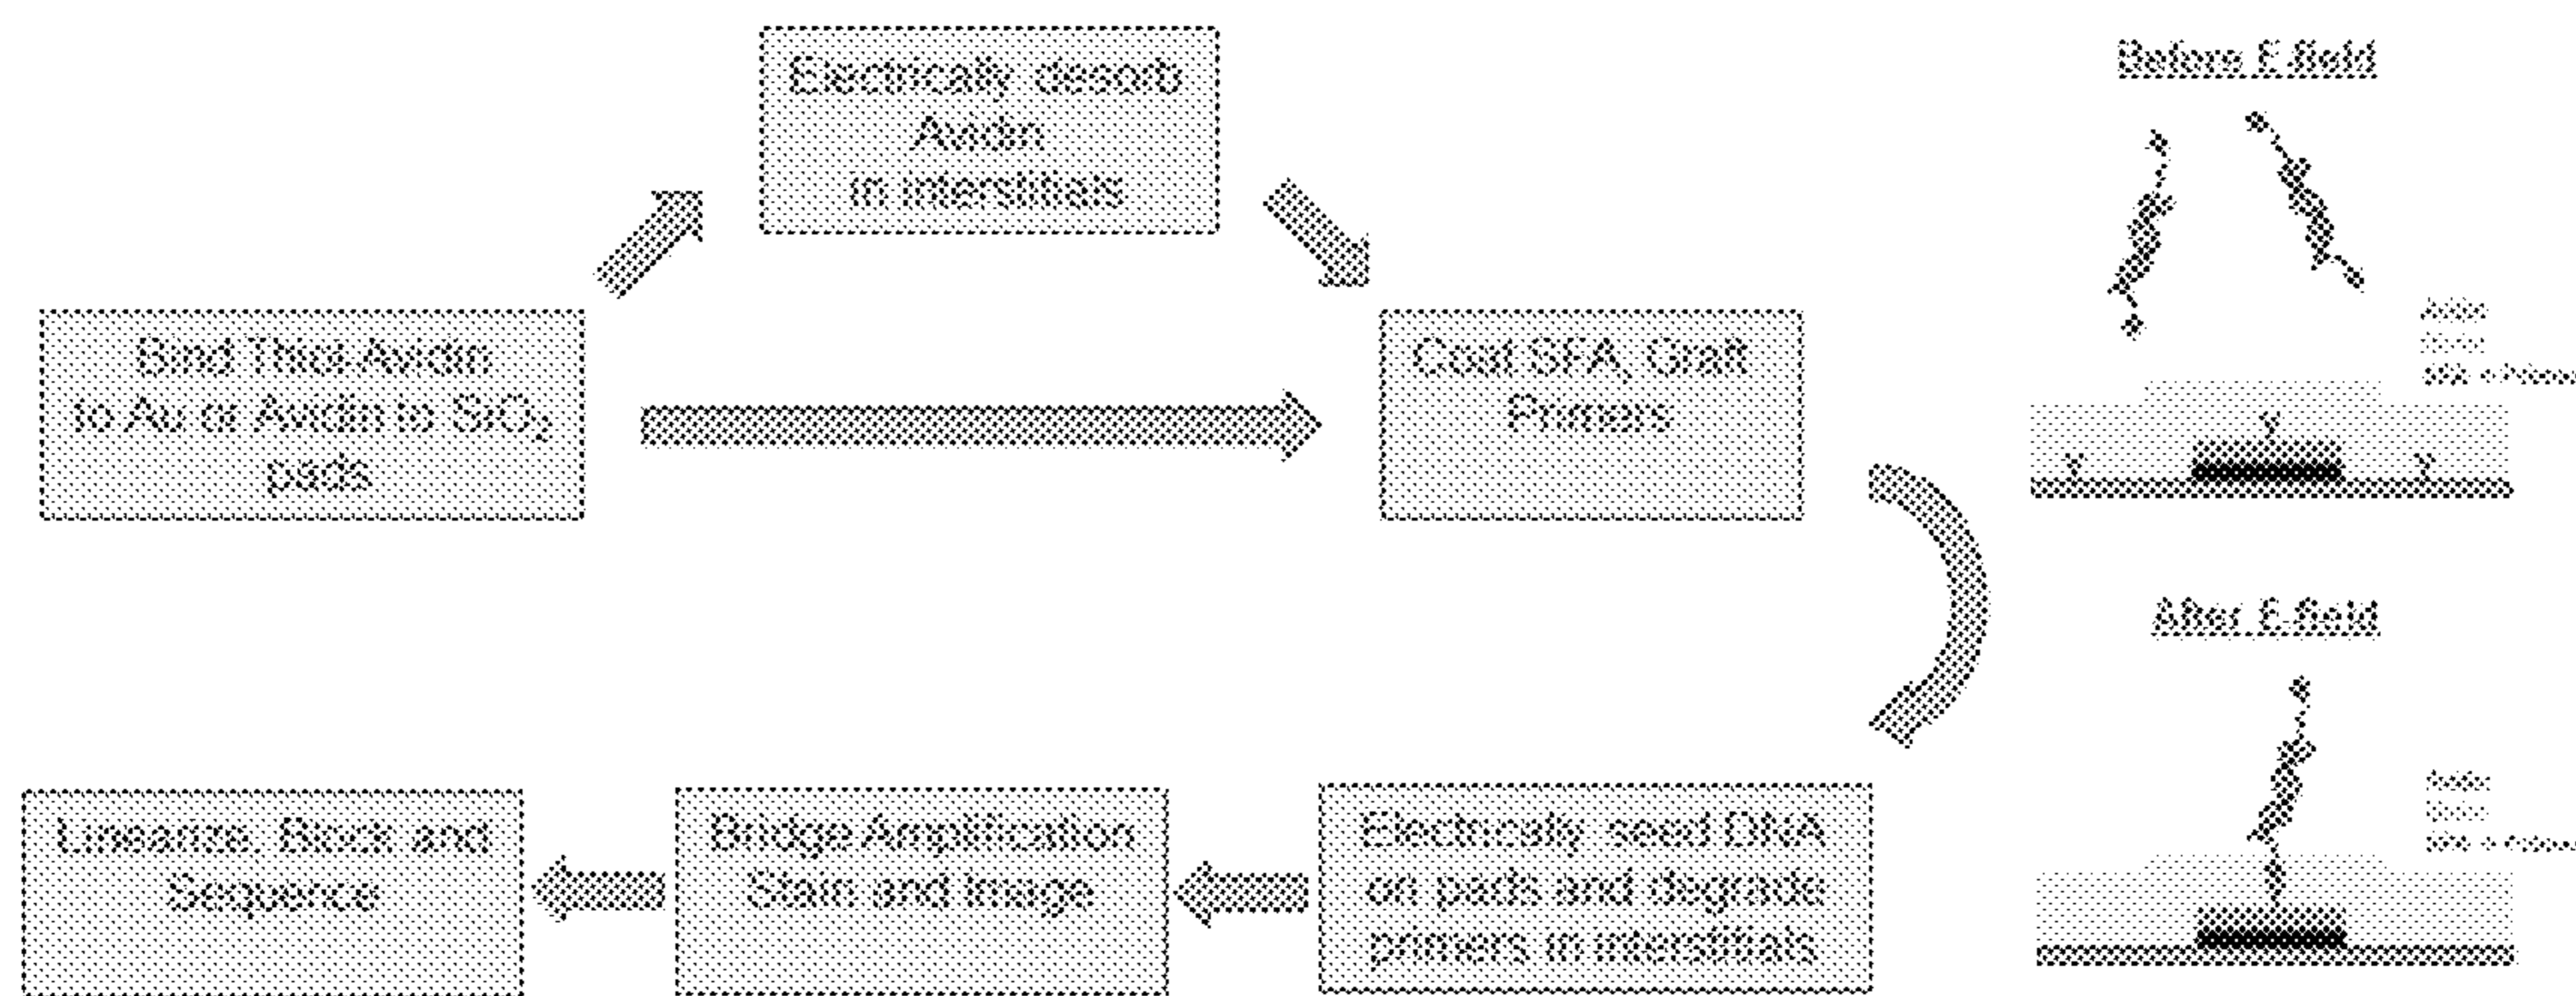 Electrically desorb
Avidin
in interstitials
Bind Thiol-Avidin
to Au or Avidin to SiO₂
pads
Coat SFA, Graft
Primers
Electrically seed DNA
on pads and degrade
primers in interstitials
Bridge Amplification
Stain and Image
Linearize, Block and
Sequence
Before E-field
After E-field